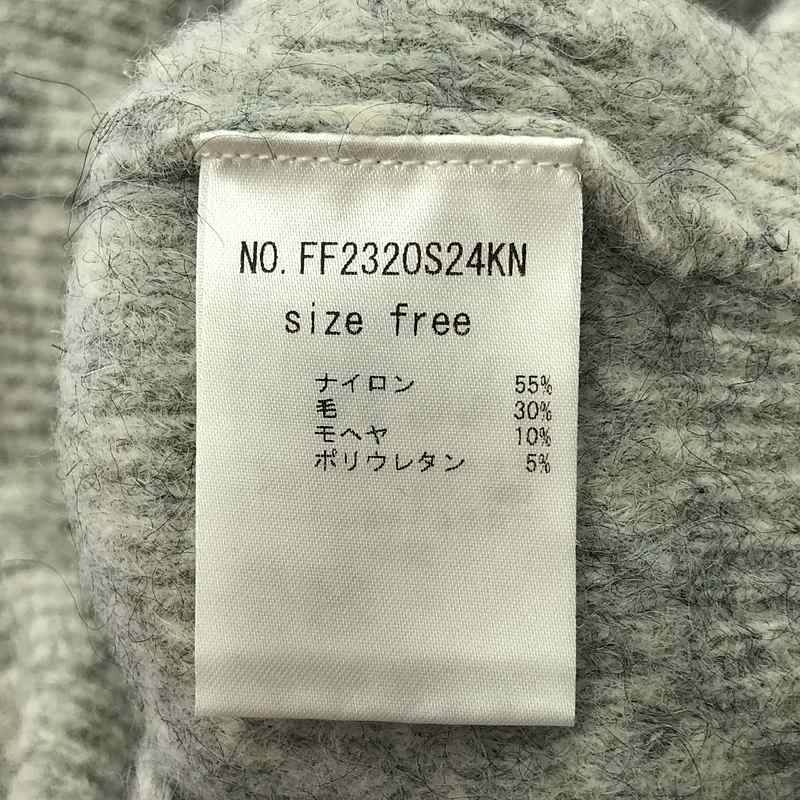 NO. FF2320S24KN
size free
ナイロン 55%
毛 30%
モヘヤ 10%
ポリウレタン 5%